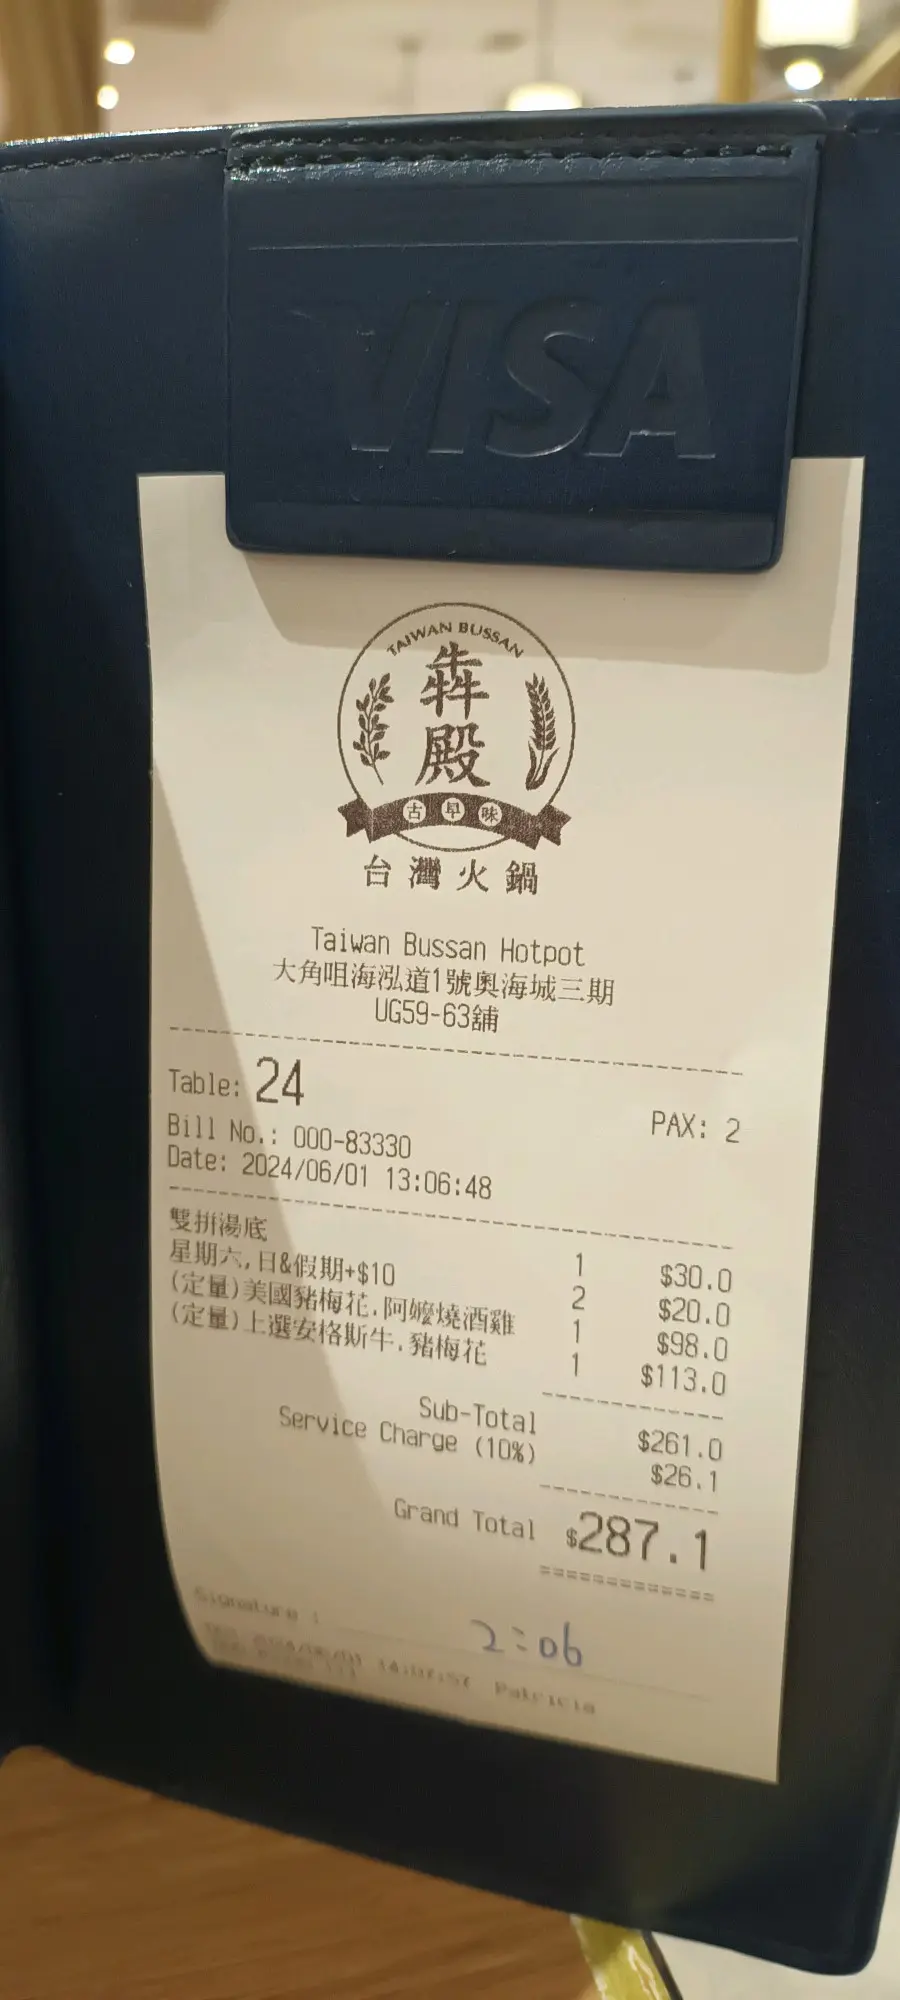 VISA
TAIWAN BUSSAN
犇殿
古早味
台灣火鍋
Taiwan Bussan Hotpot
大角咀海泓道1號奧海城三期
UG59-63舖
Table: 24 PAX: 2
Bill No.: 000-83330
Date: 2024/06/01 13:06:48
雙拼湯底 1 $30.0
星期六,日&假期+$10 2 $20.0
(定量)美國豬梅花.阿嬤燒酒雞 1 $98.0
(定量)上選安格斯牛.豬梅花 1 $113.0
Sub-Total $261.0
Service Charge (10%) $26.1
Grand Total $287.1
Signature :
2:06
Patricia